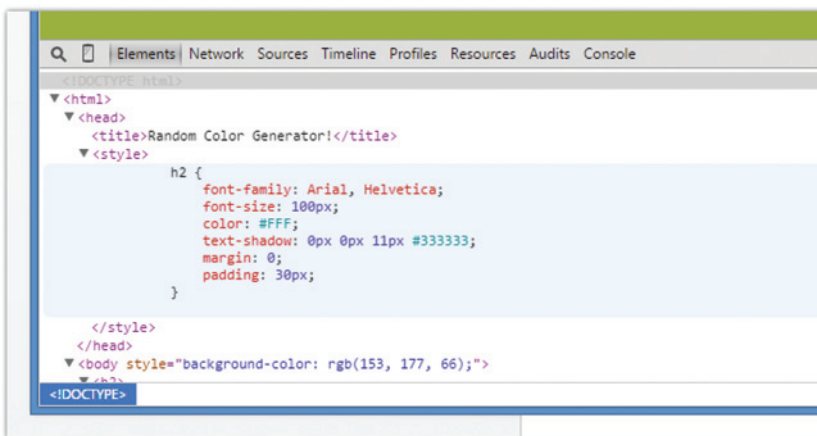 Elements Network Sources Timeline Profiles Resources Audits Console
<!DOCTYPE html>
▼<html>
▼<head>
<title>Random Color Generator!</title>
▼<style>
h2 {
font-family: Arial, Helvetica;
font-size: 100px;
color: #FFF;
text-shadow: 0px 0px 11px #333333;
margin: 0;
padding: 30px;
}
</style>
</head>
▼<body style="background-color: rgb(153, 177, 66);">
▼<h2>
<!DOCTYPE>